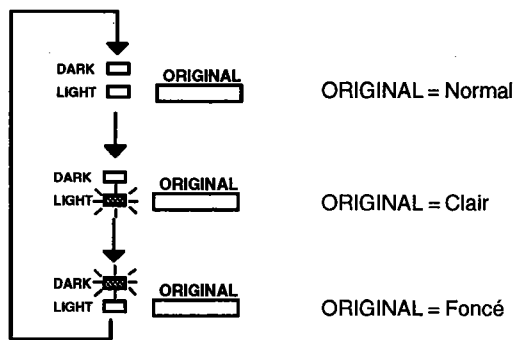 DARK
LIGHT
ORIGINAL
ORIGINAL = Normal
DARK
LIGHT
ORIGINAL
ORIGINAL = Clair
DARK
LIGHT
ORIGINAL
ORIGINAL = Foncé